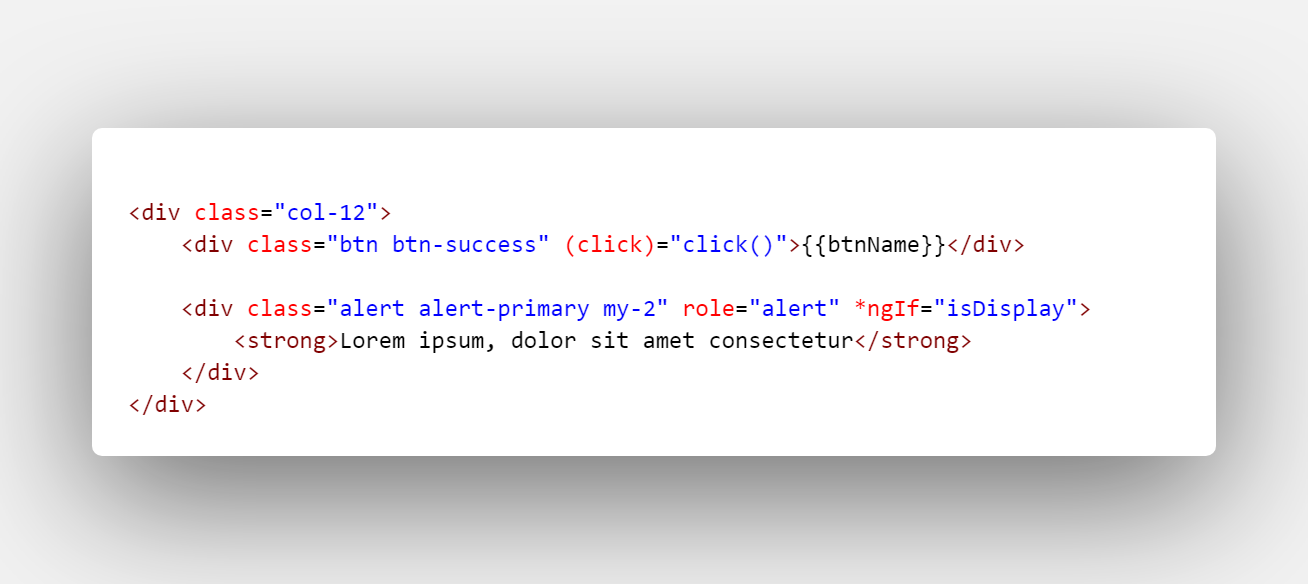 <div class="col-12">
    <div class="btn btn-success" (click)="click()">{{btnName}}</div>

    <div class="alert alert-primary my-2" role="alert" *ngIf="isDisplay">
        <strong>Lorem ipsum, dolor sit amet consectetur</strong>
    </div>
</div>